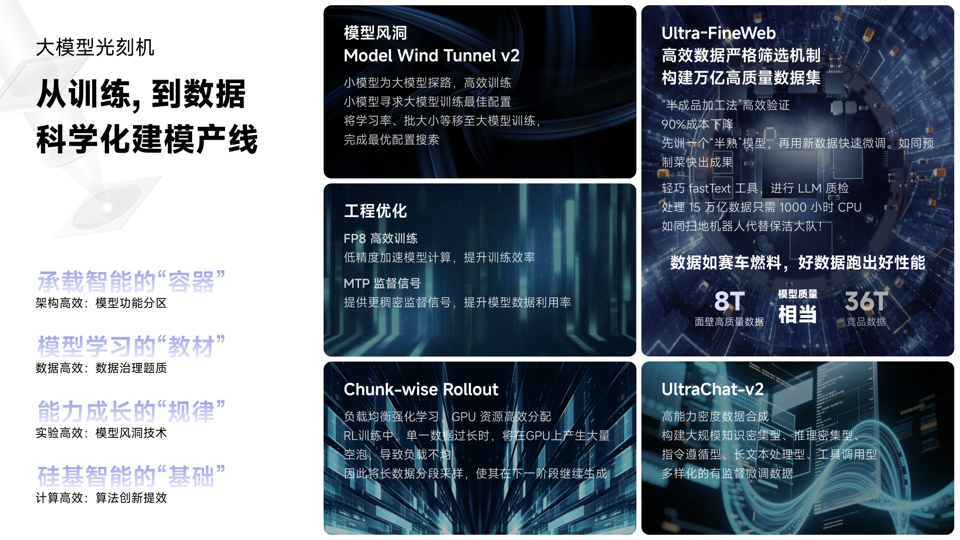 大模型光刻机
从训练, 到数据
科学化建模产线
承载智能的“容器”
架构高效：模型功能分区
模型学习的“教材”
数据高效：数据治理题质
能力成长的“规律”
实验高效：模型风洞技术
硅基智能的“基础”
计算高效：算法创新提效
模型风洞
Model Wind Tunnel v2
小模型为大模型探路，高效训练
小模型寻求大模型训练最佳配置
将学习率、批大小等移至大模型训练，
完成最优配置搜索
工程优化
FP8 高效训练
低精度加速模型计算，提升训练效率
MTP 监督信号
提供更稠密监督信号，提升模型数据利用率
Chunk-wise Rollout
负载均衡强化学习，GPU 资源高效分配
RL训练中，单一数据过长时，将在GPU上产生大量
空泡，导致负载不均
因此将长数据分段采样，使其在下一阶段继续生成
Ultra-FineWeb
高效数据严格筛选机制
构建万亿高质量数据集
“半成品加工法”高效验证
90%成本下降
先训一个“半熟”模型，再用新数据快速微调。如同预
制菜快出成果
轻巧 fastText 工具，进行 LLM 质检
处理 15 万亿数据只需 1000 小时 CPU
如同扫地机器人代替保洁大队！
数据如赛车燃料，好数据跑出好性能
8T
面壁高质量数据
模型质量
相当
36T
竞品数据
UltraChat-v2
高能力密度数据合成
构建大规模知识密集型、推理密集型、
指令遵循型、长文本处理型、工具调用型
多样化的有监督微调数据